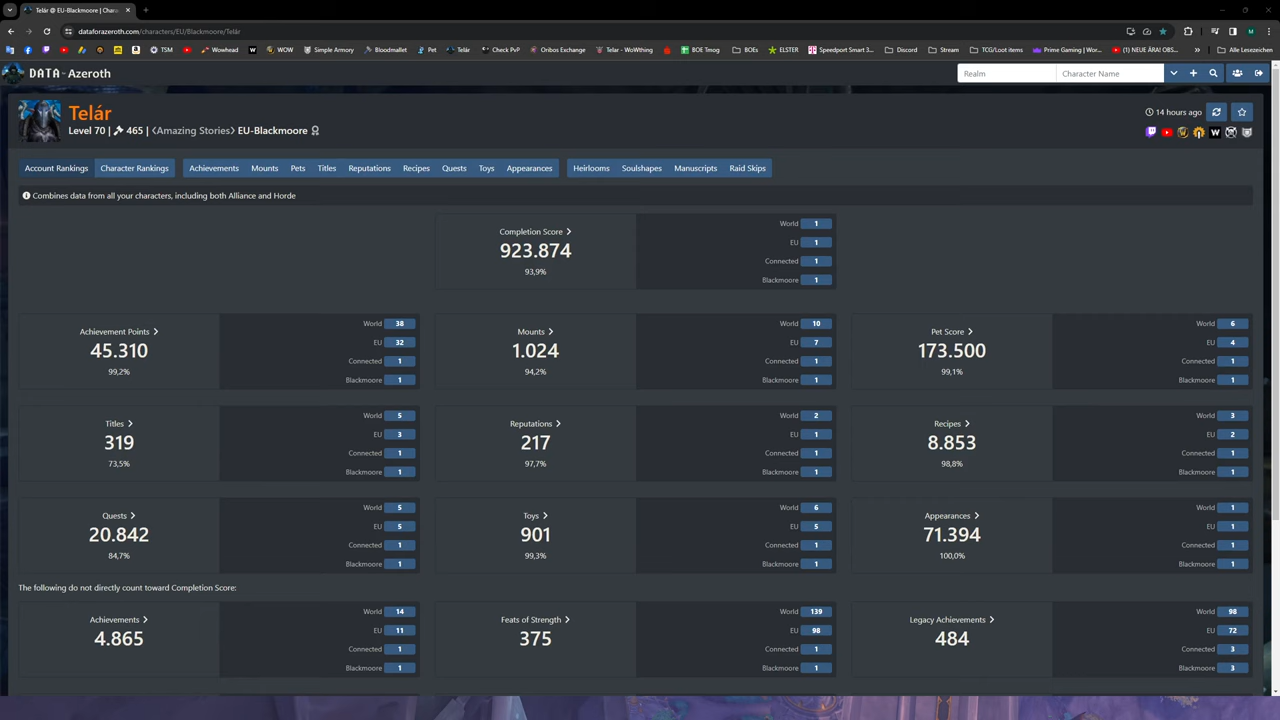 Telár @ EU-Blackmoore | Chara
dataforazeroth.com/characters/EU/Blackmoore/Telár
TSM
Wowhead
WOW
Simple Armory
Bloodmallet
Pet
Telár
Check PvP
Oribos Exchange
Telar - WoWthing
BOE Tmog
BOEs
ELSTER
Speedport Smart 3...
Discord
Stream
TCG/Loot items
Prime Gaming | Wor...
(1) NEUE ÄRA! OBS...
Alle Lesezeichen
DATA for Azeroth
Realm
Character Name
Telár
Level 70 | 465 | <Amazing Stories> EU-Blackmoore
14 hours ago
Account Rankings
Character Rankings
Achievements
Mounts
Pets
Titles
Reputations
Recipes
Quests
Toys
Appearances
Heirlooms
Soulshapes
Manuscripts
Raid Skips
Combines data from all your characters, including both Alliance and Horde
Completion Score
923.874
93,9%
World 1
EU 1
Connected 1
Blackmoore 1
Achievement Points
45.310
99,2%
World 38
EU 32
Connected 1
Blackmoore 1
Mounts
1.024
94,2%
World 10
EU 7
Connected 1
Blackmoore 1
Pet Score
173.500
99,1%
World 6
EU 4
Connected 1
Blackmoore 1
Titles
319
73,5%
World 5
EU 3
Connected 1
Blackmoore 1
Reputations
217
97,7%
World 2
EU 1
Connected 1
Blackmoore 1
Recipes
8.853
98,8%
World 3
EU 2
Connected 1
Blackmoore 1
Quests
20.842
84,7%
World 5
EU 5
Connected 1
Blackmoore 1
Toys
901
99,3%
World 6
EU 5
Connected 1
Blackmoore 1
Appearances
71.394
100,0%
World 1
EU 1
Connected 1
Blackmoore 1
The following do not directly count toward Completion Score:
Achievements
4.865
World 14
EU 11
Connected 1
Blackmoore 1
Feats of Strength
375
World 139
EU 98
Connected 1
Blackmoore 1
Legacy Achievements
484
World 98
EU 72
Connected 3
Blackmoore 3